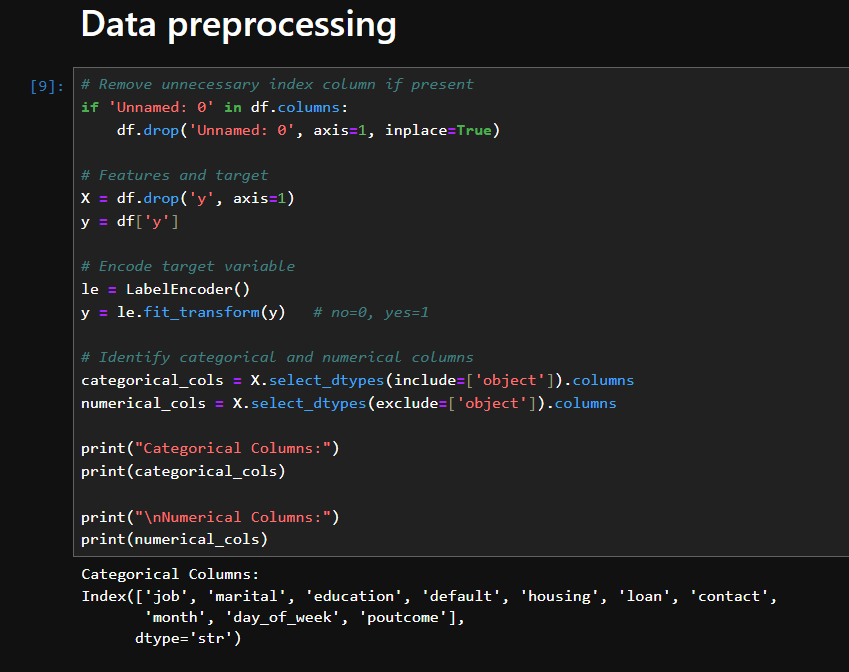 Data preprocessing
[9]:
# Remove unnecessary index column if present
if 'Unnamed: 0' in df.columns:
    df.drop('Unnamed: 0', axis=1, inplace=True)

# Features and target
X = df.drop('y', axis=1)
y = df['y']

# Encode target variable
le = LabelEncoder()
y = le.fit_transform(y)   # no=0, yes=1

# Identify categorical and numerical columns
categorical_cols = X.select_dtypes(include=['object']).columns
numerical_cols = X.select_dtypes(exclude=['object']).columns

print("Categorical Columns:")
print(categorical_cols)

print("\nNumerical Columns:")
print(numerical_cols)
Categorical Columns:
Index(['job', 'marital', 'education', 'default', 'housing', 'loan', 'contact',
       'month', 'day_of_week', 'poutcome'],
      dtype='str')